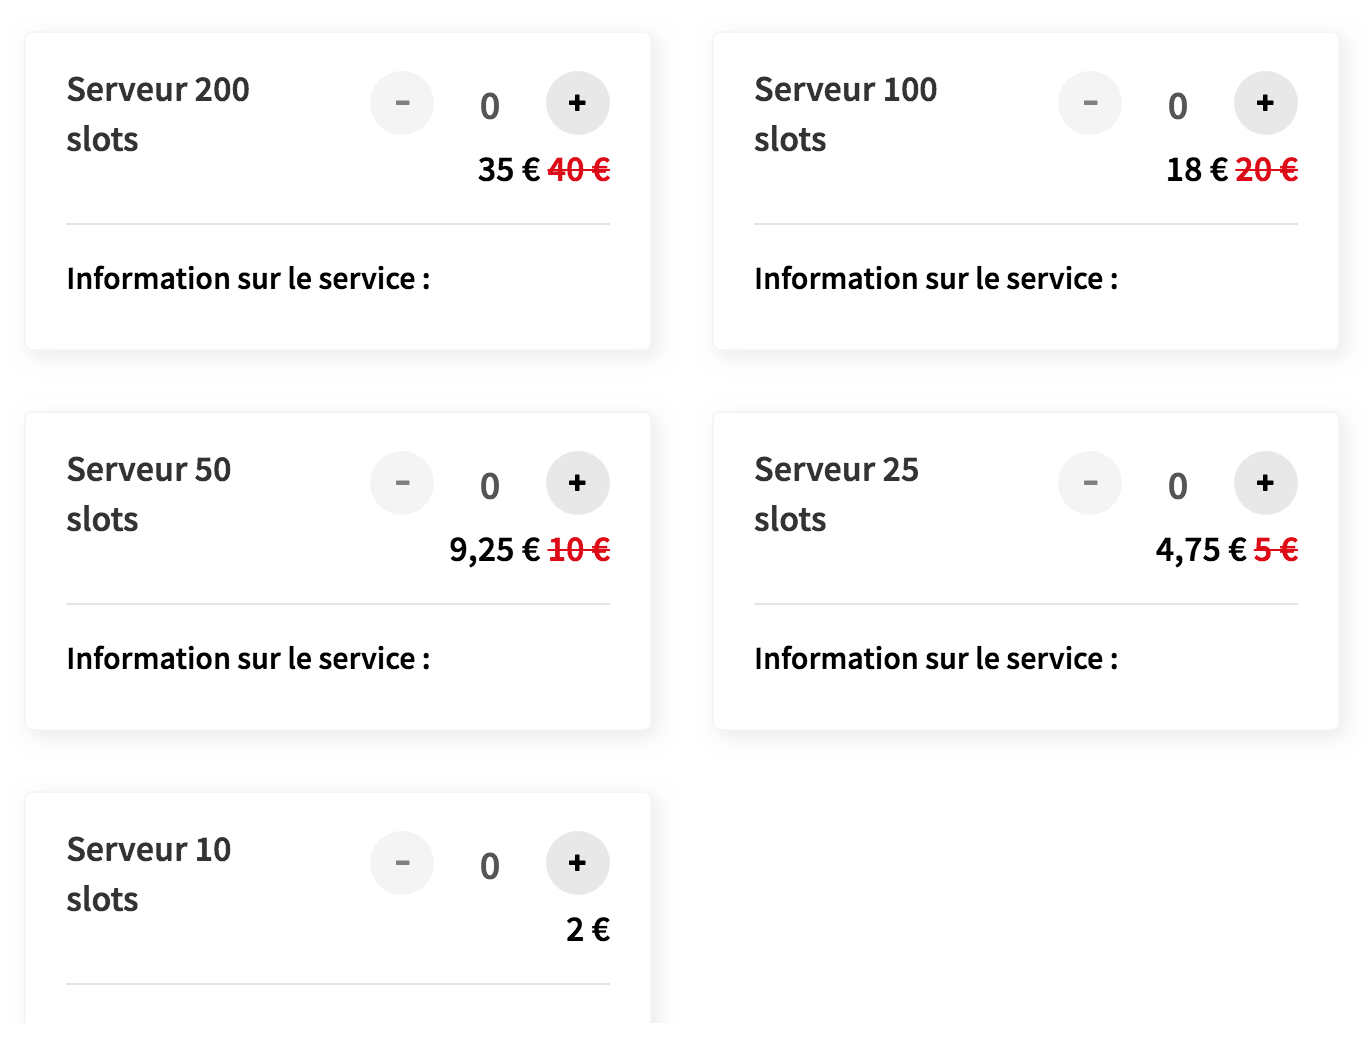 Serveur 200
slots
− 0 +
35 € 40 €
Information sur le service :
Serveur 100
slots
− 0 +
18 € 20 €
Information sur le service :
Serveur 50
slots
− 0 +
9,25 € 10 €
Information sur le service :
Serveur 25
slots
− 0 +
4,75 € 5 €
Information sur le service :
Serveur 10
slots
− 0 +
2 €